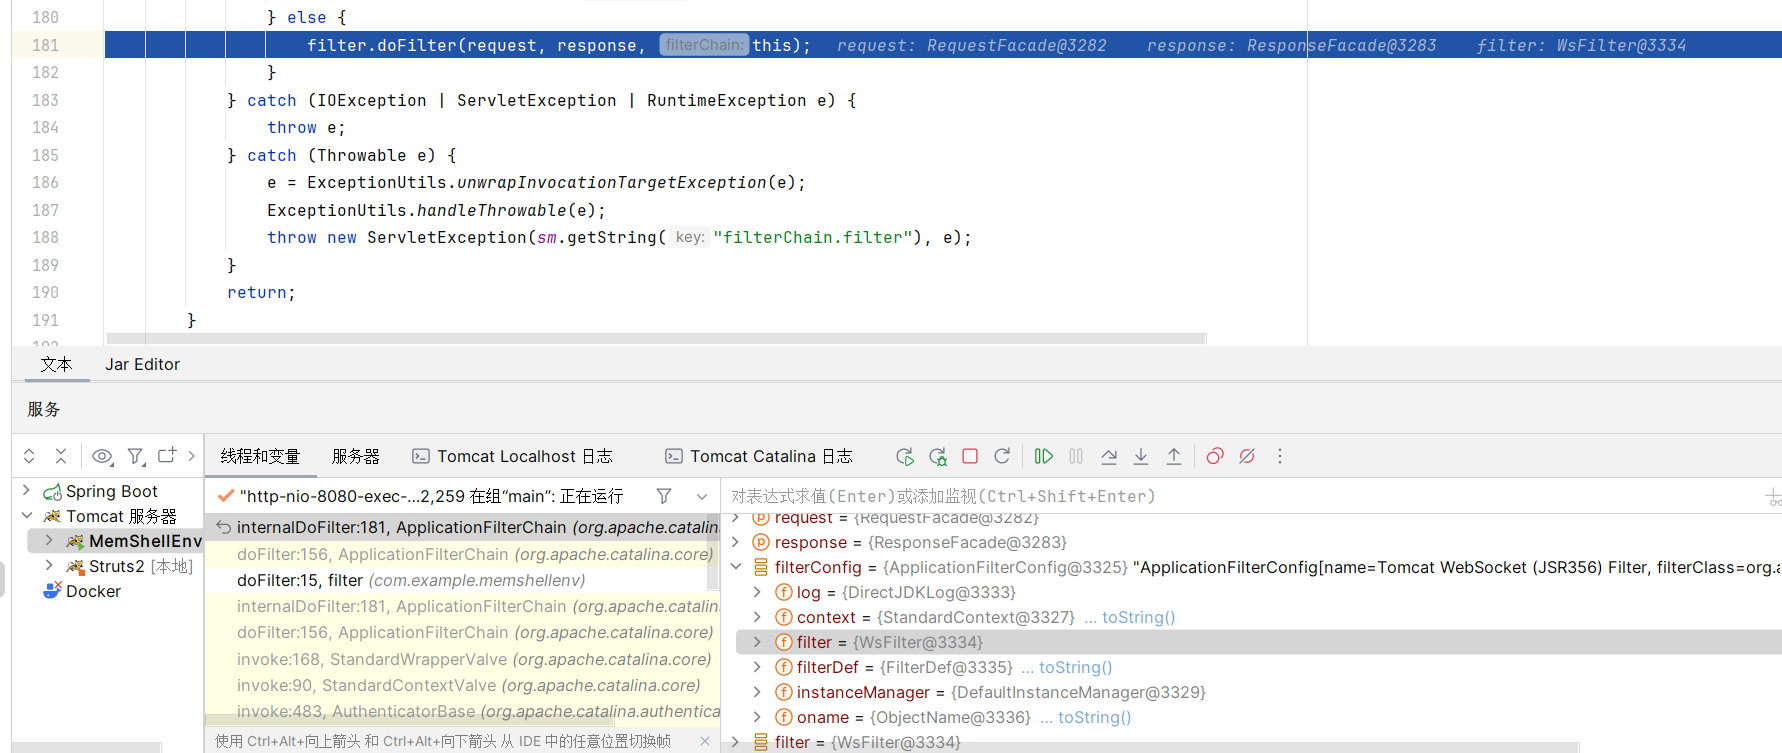 180 } else {
181 filter.doFilter(request, response, filterChain: this); request: RequestFacade@3282 response: ResponseFacade@3283 filter: WsFilter@3334
182 }
183 } catch (IOException | ServletException | RuntimeException e) {
184 throw e;
185 } catch (Throwable e) {
186 e = ExceptionUtils.unwrapInvocationTargetException(e);
187 ExceptionUtils.handleThrowable(e);
188 throw new ServletException(sm.getString( key: "filterChain.filter"), e);
189 }
190 return;
191 }
文本 Jar Editor
服务
线程和变量 服务器 Tomcat Localhost 日志 Tomcat Catalina 日志
Spring Boot
Tomcat 服务器
MemShellEnv
Struts2 [本地]
Docker
"http-nio-8080-exec-...2,259 在组“main”: 正在运行
internalDoFilter:181, ApplicationFilterChain (org.apache.catalina.
doFilter:156, ApplicationFilterChain (org.apache.catalina.core)
doFilter:15, filter (com.example.memshellenv)
internalDoFilter:181, ApplicationFilterChain (org.apache.catalina
doFilter:156, ApplicationFilterChain (org.apache.catalina.core)
invoke:168, StandardWrapperValve (org.apache.catalina.core)
invoke:90, StandardContextValve (org.apache.catalina.core)
invoke:483, AuthenticatorBase (org.apache.catalina.authentica
使用 Ctrl+Alt+向上箭头 和 Ctrl+Alt+向下箭头 从 IDE 中的任意位置切换帧
对表达式求值(Enter)或添加监视(Ctrl+Shift+Enter)
request = {RequestFacade@3282}
response = {ResponseFacade@3283}
filterConfig = {ApplicationFilterConfig@3325} "ApplicationFilterConfig[name=Tomcat WebSocket (JSR356) Filter, filterClass=org.a
log = {DirectJDKLog@3333}
context = {StandardContext@3327} ... toString()
filter = {WsFilter@3334}
filterDef = {FilterDef@3335} ... toString()
instanceManager = {DefaultInstanceManager@3329}
oname = {ObjectName@3336} ... toString()
filter = {WsFilter@3334}